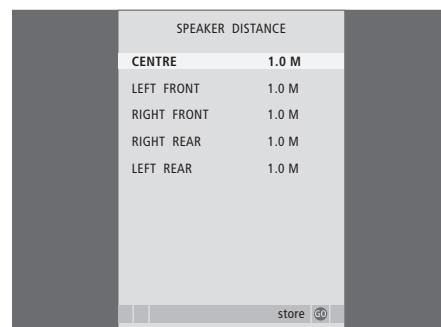 SPEAKER DISTANCE
CENTRE 1.0 M
LEFT FRONT 1.0 M
RIGHT FRONT 1.0 M
RIGHT REAR 1.0 M
LEFT REAR 1.0 M
store GO